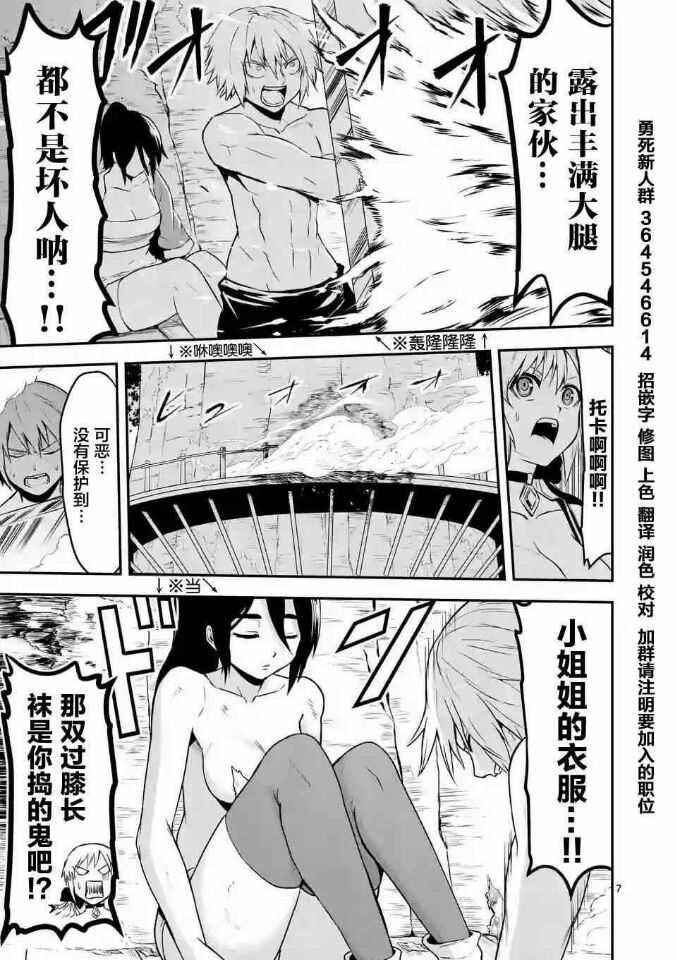 露出丰满大腿
的家伙…
都不是坏人呐…!!
↓※咻噢噢噢↘
↖※轰隆隆隆↑
托卡啊啊啊!!
可恶…
没有保护到…
↓※当↘
小姐姐的衣服…!!
那双过膝长
袜是你捣的鬼吧!?
7
勇死新人群 364546614 招嵌字 修图 上色 翻译 润色 校对 加群请注明要加入的职位